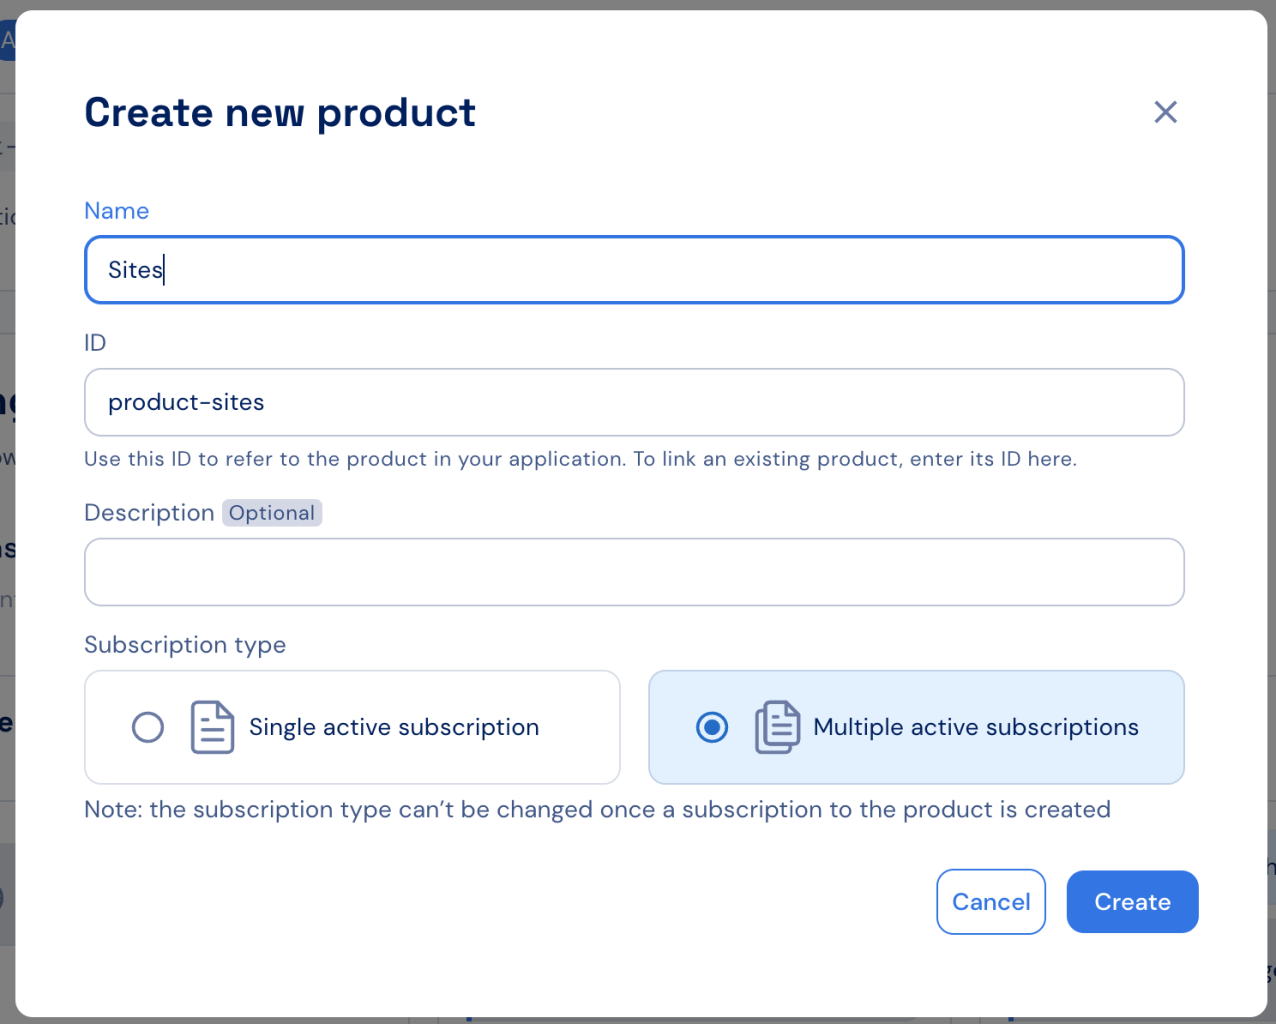 Create new product
Name
Sites
ID
product-sites
Use this ID to refer to the product in your application. To link an existing product, enter its ID here.
Description Optional
Subscription type
Single active subscription
Multiple active subscriptions
Note: the subscription type can’t be changed once a subscription to the product is created
Cancel
Create